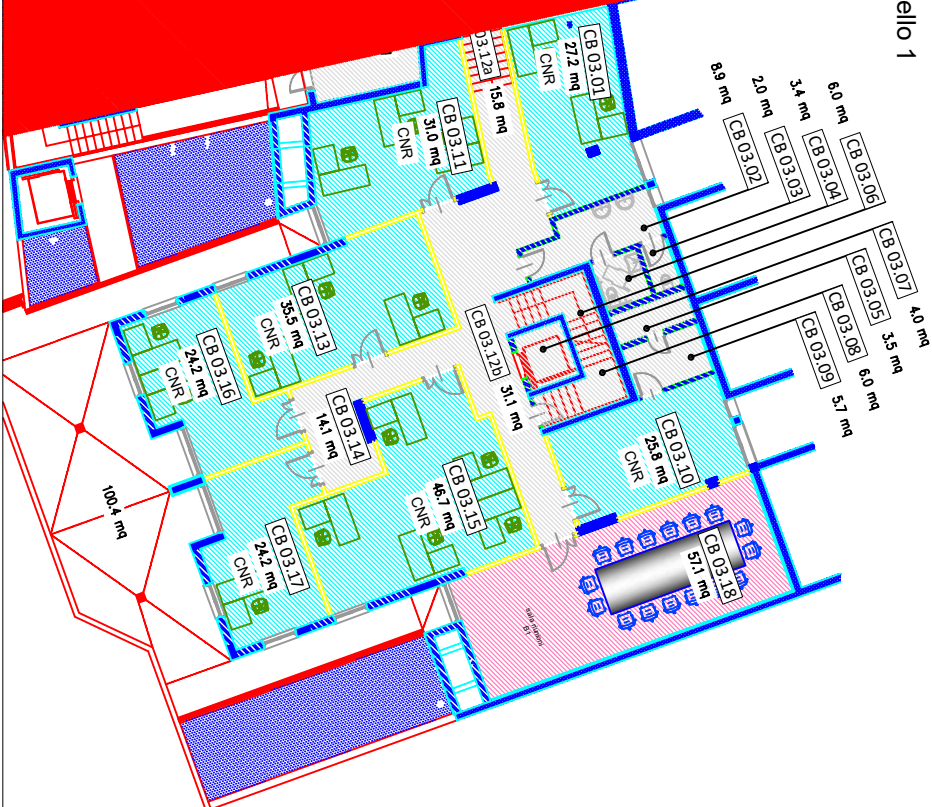 ello 1
8.9 mq
2.0 mq
3.4 mq
6.0 mq
CB 03.02
CB 03.03
CB 03.04
CB 03.06
CB 03.07
4.0 mq
CB 03.05
3.5 mq
CB 03.08
6.0 mq
CB 03.09
5.7 mq
CB 03.01
27.2 mq
CNR
03.12a
15.8 mq
CB 03.11
31.0 mq
CNR
CB 03.12b
31.1 mq
CB 03.10
25.8 mq
CNR
CB 03.13
35.5 mq
CNR
CB 03.16
24.2 mq
CNR
CB 03.14
14.1 mq
CB 03.15
46.7 mq
CNR
CB 03.17
24.2 mq
CNR
CB 03.18
57.1 mq
sala riunioni
B1
100.4 mq